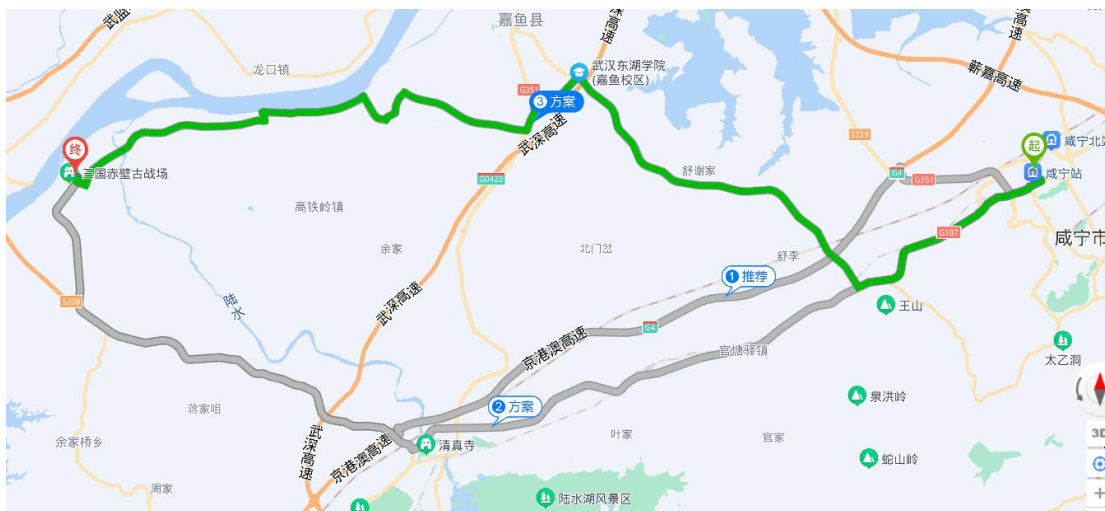 武监
嘉鱼县
武深高速
龙口镇
武汉东湖学院
(嘉鱼校区)
蕲嘉高速
G351
3 方案
武深高速
S329
终
起
咸宁北站
三国赤壁古战场
G0422
舒谢家
G4
G351
咸宁站
高铁岭镇
余家
北门岔
舒李
G107
咸宁市
1 推荐
S208
陆水
武深高速
王山
G4
京港澳高速
官塘驿镇
太乙洞
蒋家咀
2 方案
泉洪岭
余家桥乡
武深高速
京港澳高速
清真寺
叶家
官家
3D
蛇山岭
周家
陆水湖风景区